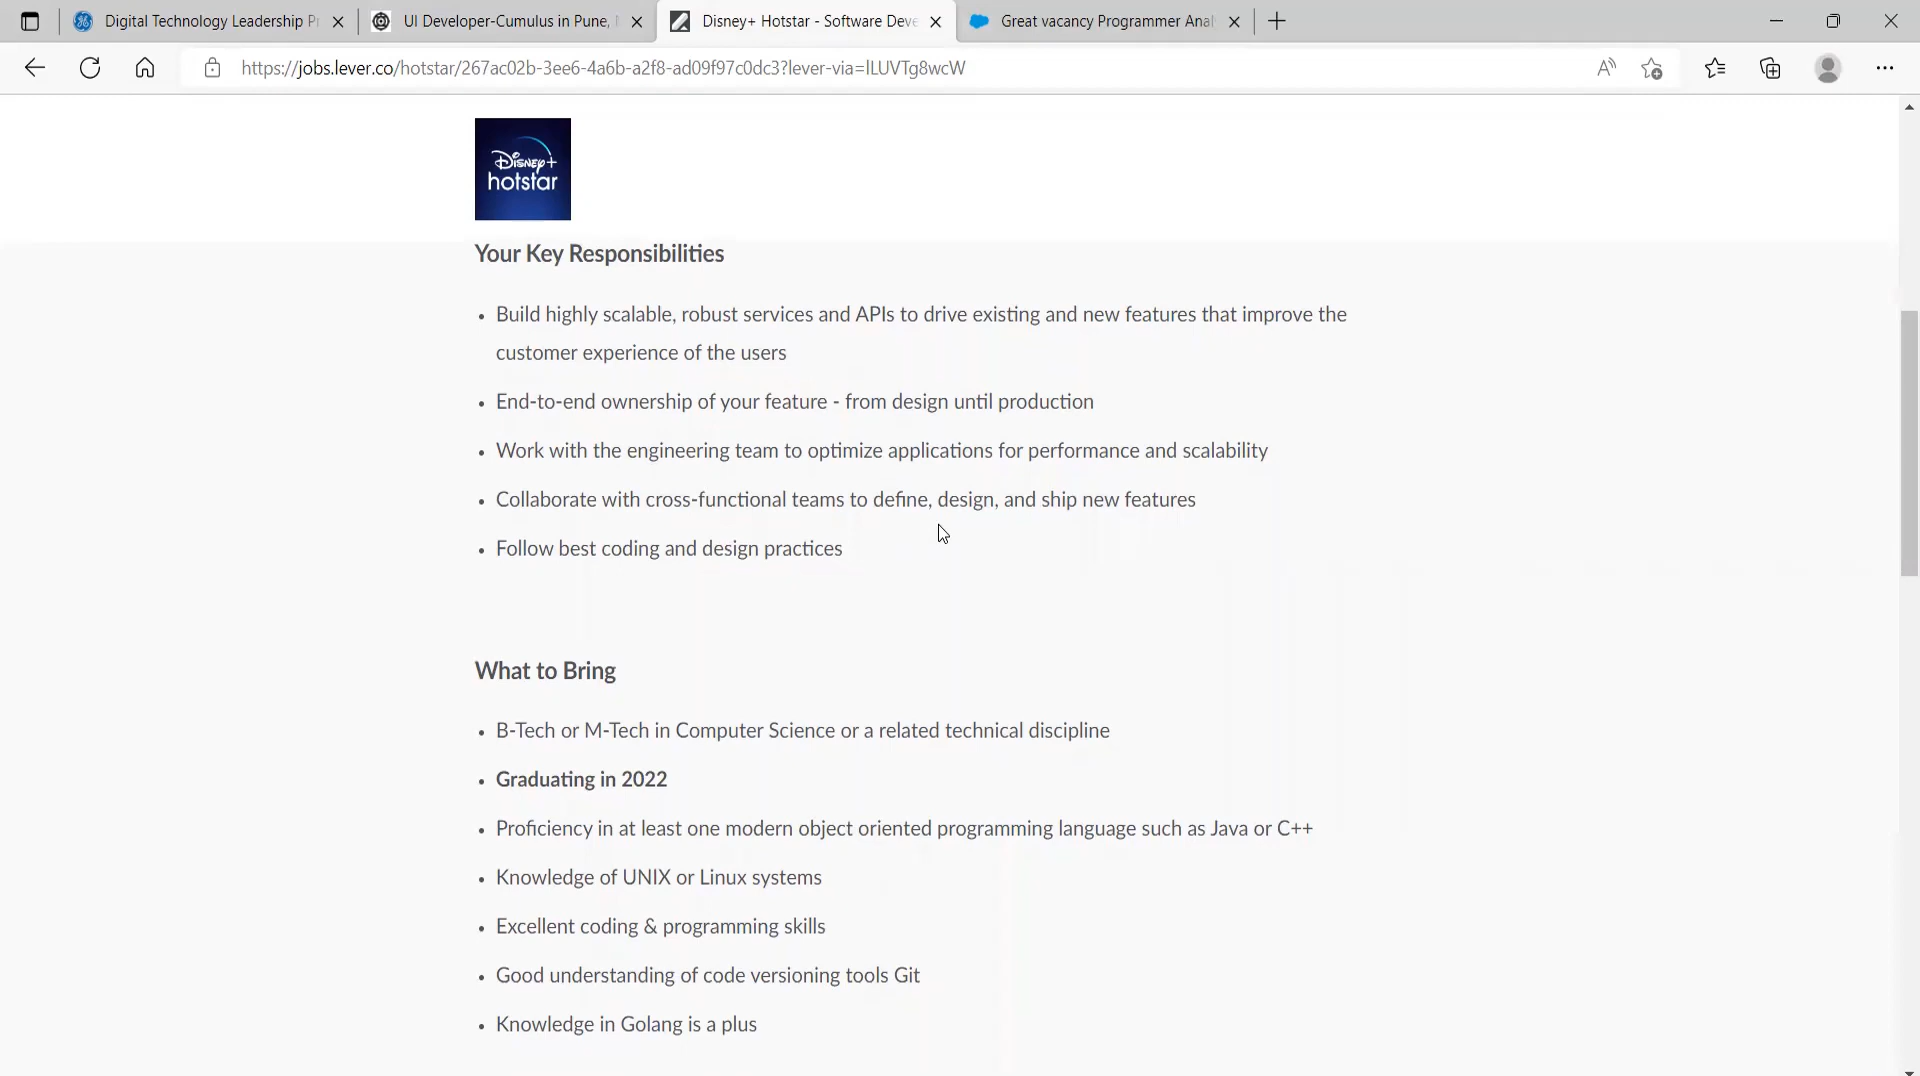 Digital Technology Leadership P
UI Developer-Cumulus in Pune,
Disney+ Hotstar - Software Deve
Great vacancy Programmer Anal
https://jobs.lever.co/hotstar/267ac02b-3ee6-4a6b-a2f8-ad09f97c0dc3?lever-via=lLUVTg8wcW
Disney+
hotstar
Your Key Responsibilities
• Build highly scalable, robust services and APIs to drive existing and new features that improve the
customer experience of the users
• End-to-end ownership of your feature - from design until production
• Work with the engineering team to optimize applications for performance and scalability
• Collaborate with cross-functional teams to define, design, and ship new features
• Follow best coding and design practices
What to Bring
• B-Tech or M-Tech in Computer Science or a related technical discipline
• Graduating in 2022
• Proficiency in at least one modern object oriented programming language such as Java or C++
• Knowledge of UNIX or Linux systems
• Excellent coding & programming skills
• Good understanding of code versioning tools Git
• Knowledge in Golang is a plus